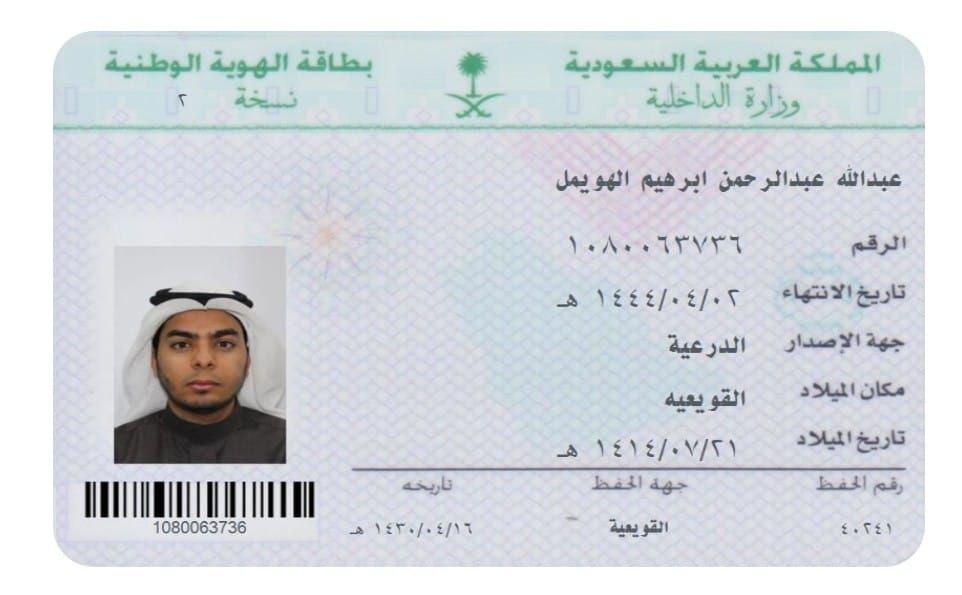 المملكة العربية السعودية
وزارة الداخلية
بطاقة الهوية الوطنية
نسخة ٢
عبدالله عبدالرحمن ابرهيم الهويمل
الرقم ١٠٨٠٠٦٣٧٣٦
تاريخ الانتهاء ١٤٤٤/٠٤/٠٢ هـ
جهة الإصدار الدرعية
مكان الميلاد القويعيه
تاريخ الميلاد ١٤١٤/٠٧/٢١ هـ
رقم الحفظ جهة الحفظ تاريخه
٤٠٢٤١ القويعية ١٤٣٠/٠٤/١٦ هـ
1080063736